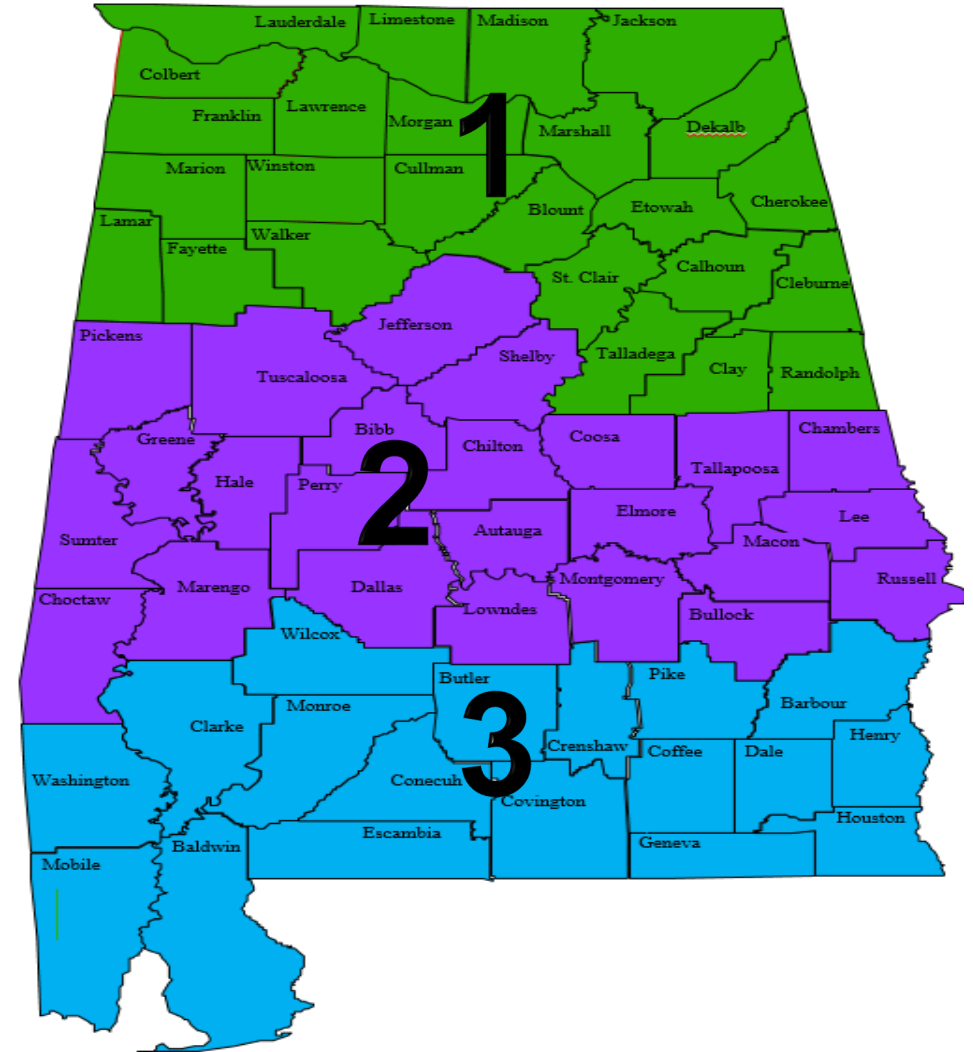 Lauderdale
Limestone
Madison
Jackson
Colbert
Franklin
Lawrence
Morgan
1
Marshall
Dekalb
Marion
Winston
Cullman
Blount
Etowah
Cherokee
Lamar
Fayette
Walker
St. Clair
Calhoun
Cleburne
Pickens
Jefferson
Shelby
Talladega
Clay
Randolph
Tuscaloosa
Greene
Bibb
Chilton
Coosa
Chambers
Hale
Perry
2
Tallapoosa
Sumter
Autauga
Elmore
Lee
Macon
Choctaw
Marengo
Dallas
Lowndes
Montgomery
Russell
Bullock
Wilcox
Butler
Pike
Clarke
Monroe
3
Crenshaw
Barbour
Washington
Conecuh
Covington
Coffee
Dale
Henry
Mobile
Baldwin
Escambia
Geneva
Houston